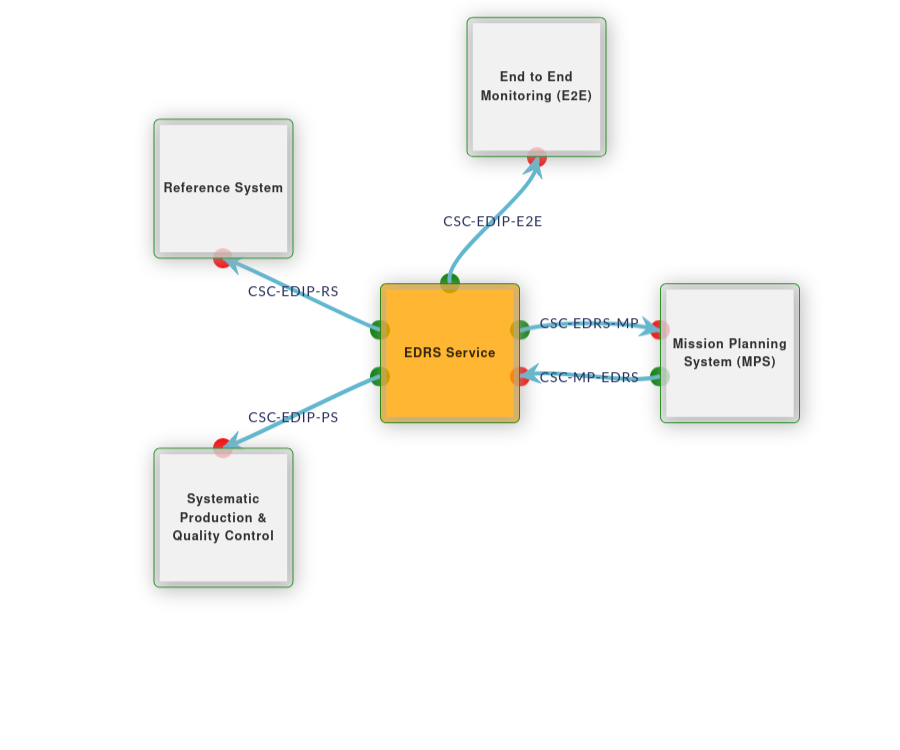 End to End
Monitoring (E2E)
Reference System
CSC-EDIP-E2E
CSC-EDIP-RS
CSC-EDRS-MP
EDRS Service
Mission Planning
System (MPS)
CSC-MP-EDRS
CSC-EDIP-PS
Systematic
Production &
Quality Control